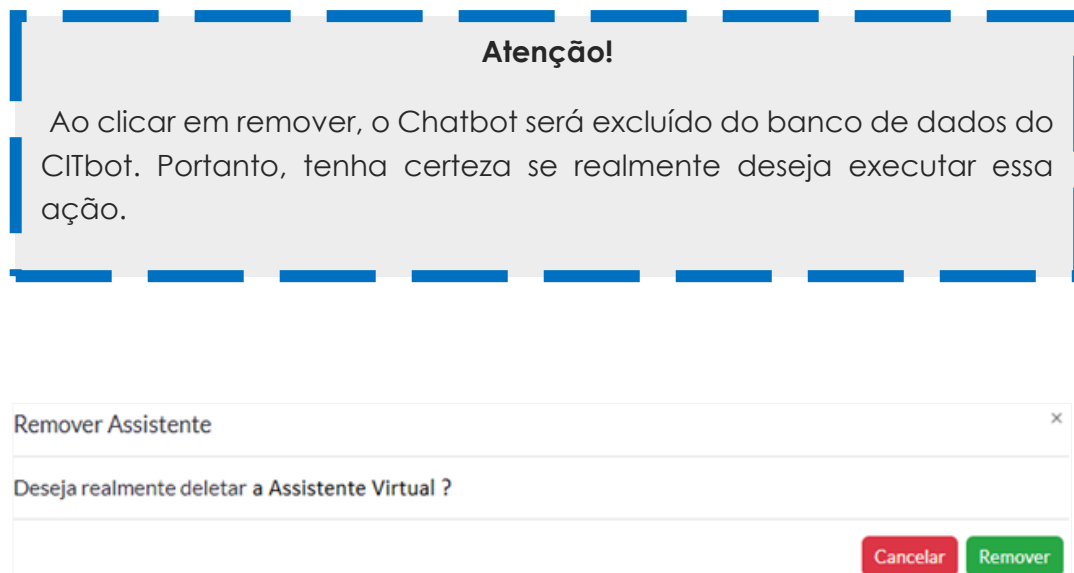 Atenção!
Ao clicar em remover, o Chatbot será excluído do banco de dados do
CITbot. Portanto, tenha certeza se realmente deseja executar essa
ação.
Remover Assistente ×
Deseja realmente deletar a Assistente Virtual ?
Cancelar Remover